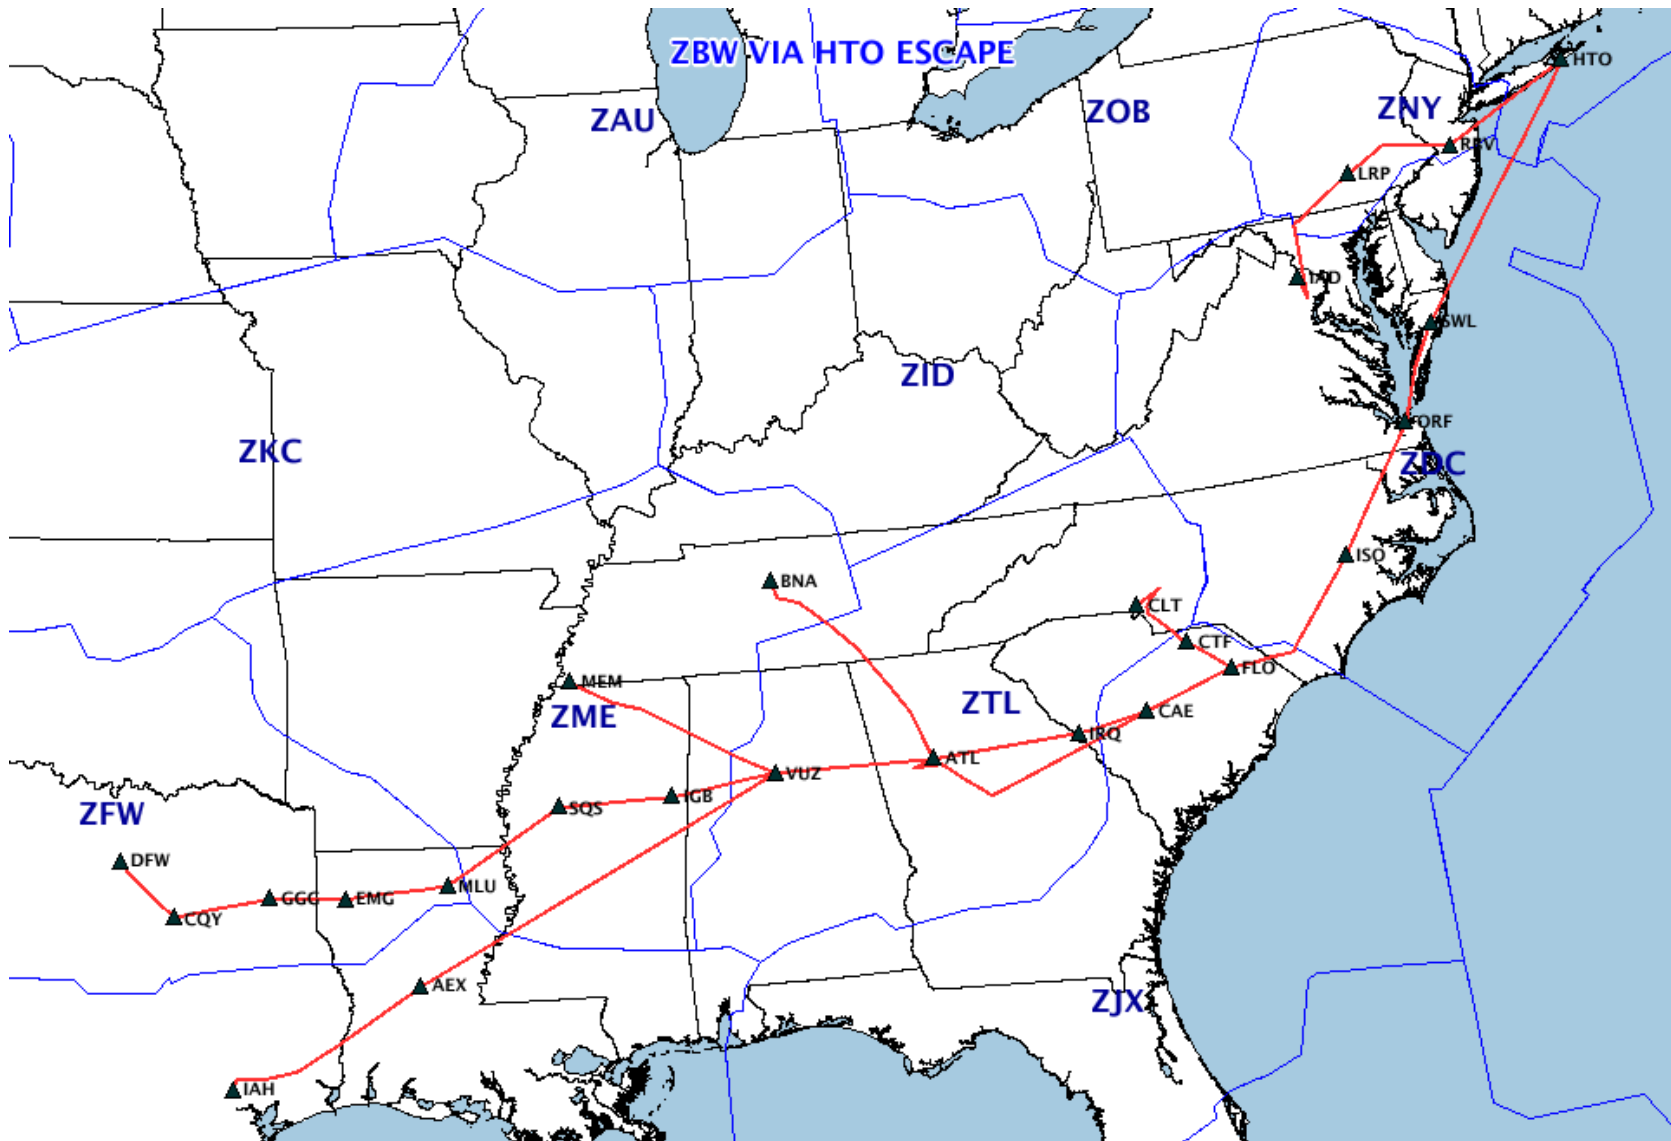 ZBW VIA HTO ESCAPE
HTO
ZAU
ZOB
ZNY
RBV
LRP
IAD
SWL
ZID
ORF
ZKC
ZDC
ISO
BNA
CLT
CTF
FLO
MEM
ZME
ZTL
CAE
IRQ
ATL
VUZ
IGB
SQS
ZFW
DFW
MLU
GGG
EMG
CQY
AEX
ZJX
IAH